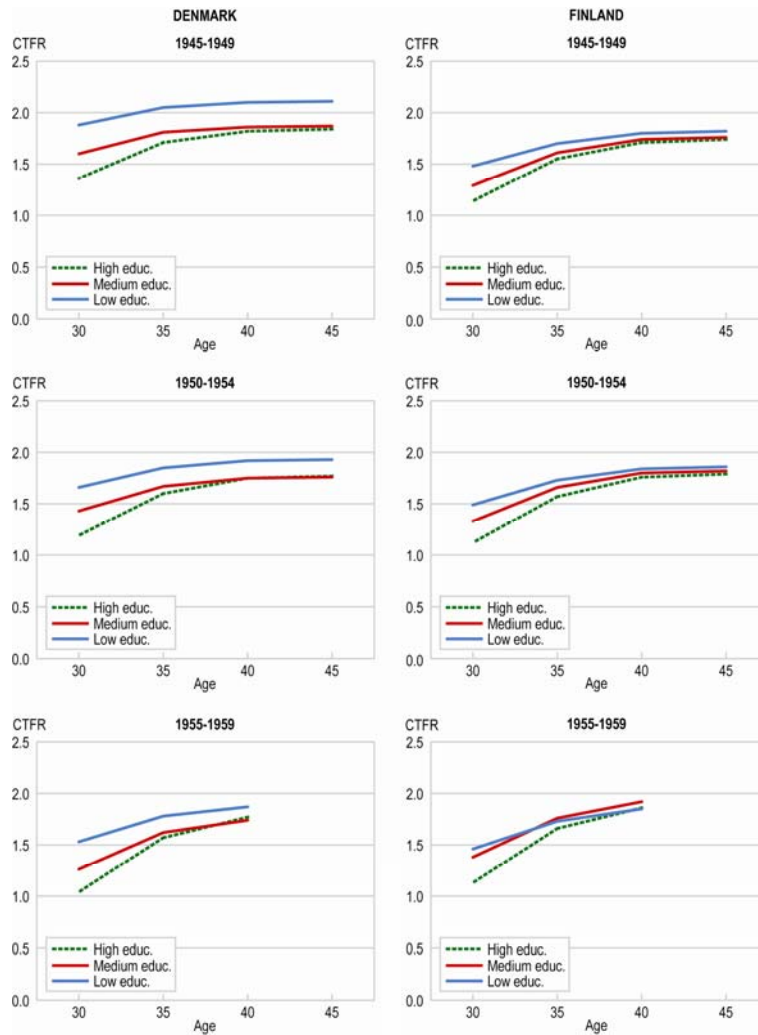 DENMARK
CTFR 1945-1949
2.5
2.0
1.5
1.0
0.5
0.0
High educ.
Medium educ.
Low educ.
30 35 40 45
Age
FINLAND
CTFR 1945-1949
2.5
2.0
1.5
1.0
0.5
0.0
High educ.
Medium educ.
Low educ.
30 35 40 45
Age
CTFR 1950-1954
2.5
2.0
1.5
1.0
0.5
0.0
High educ.
Medium educ.
Low educ.
30 35 40 45
Age
CTFR 1950-1954
2.5
2.0
1.5
1.0
0.5
0.0
High educ.
Medium educ.
Low educ.
30 35 40 45
Age
CTFR 1955-1959
2.5
2.0
1.5
1.0
0.5
0.0
High educ.
Medium educ.
Low educ.
30 35 40 45
Age
CTFR 1955-1959
2.5
2.0
1.5
1.0
0.5
0.0
High educ.
Medium educ.
Low educ.
30 35 40 45
Age